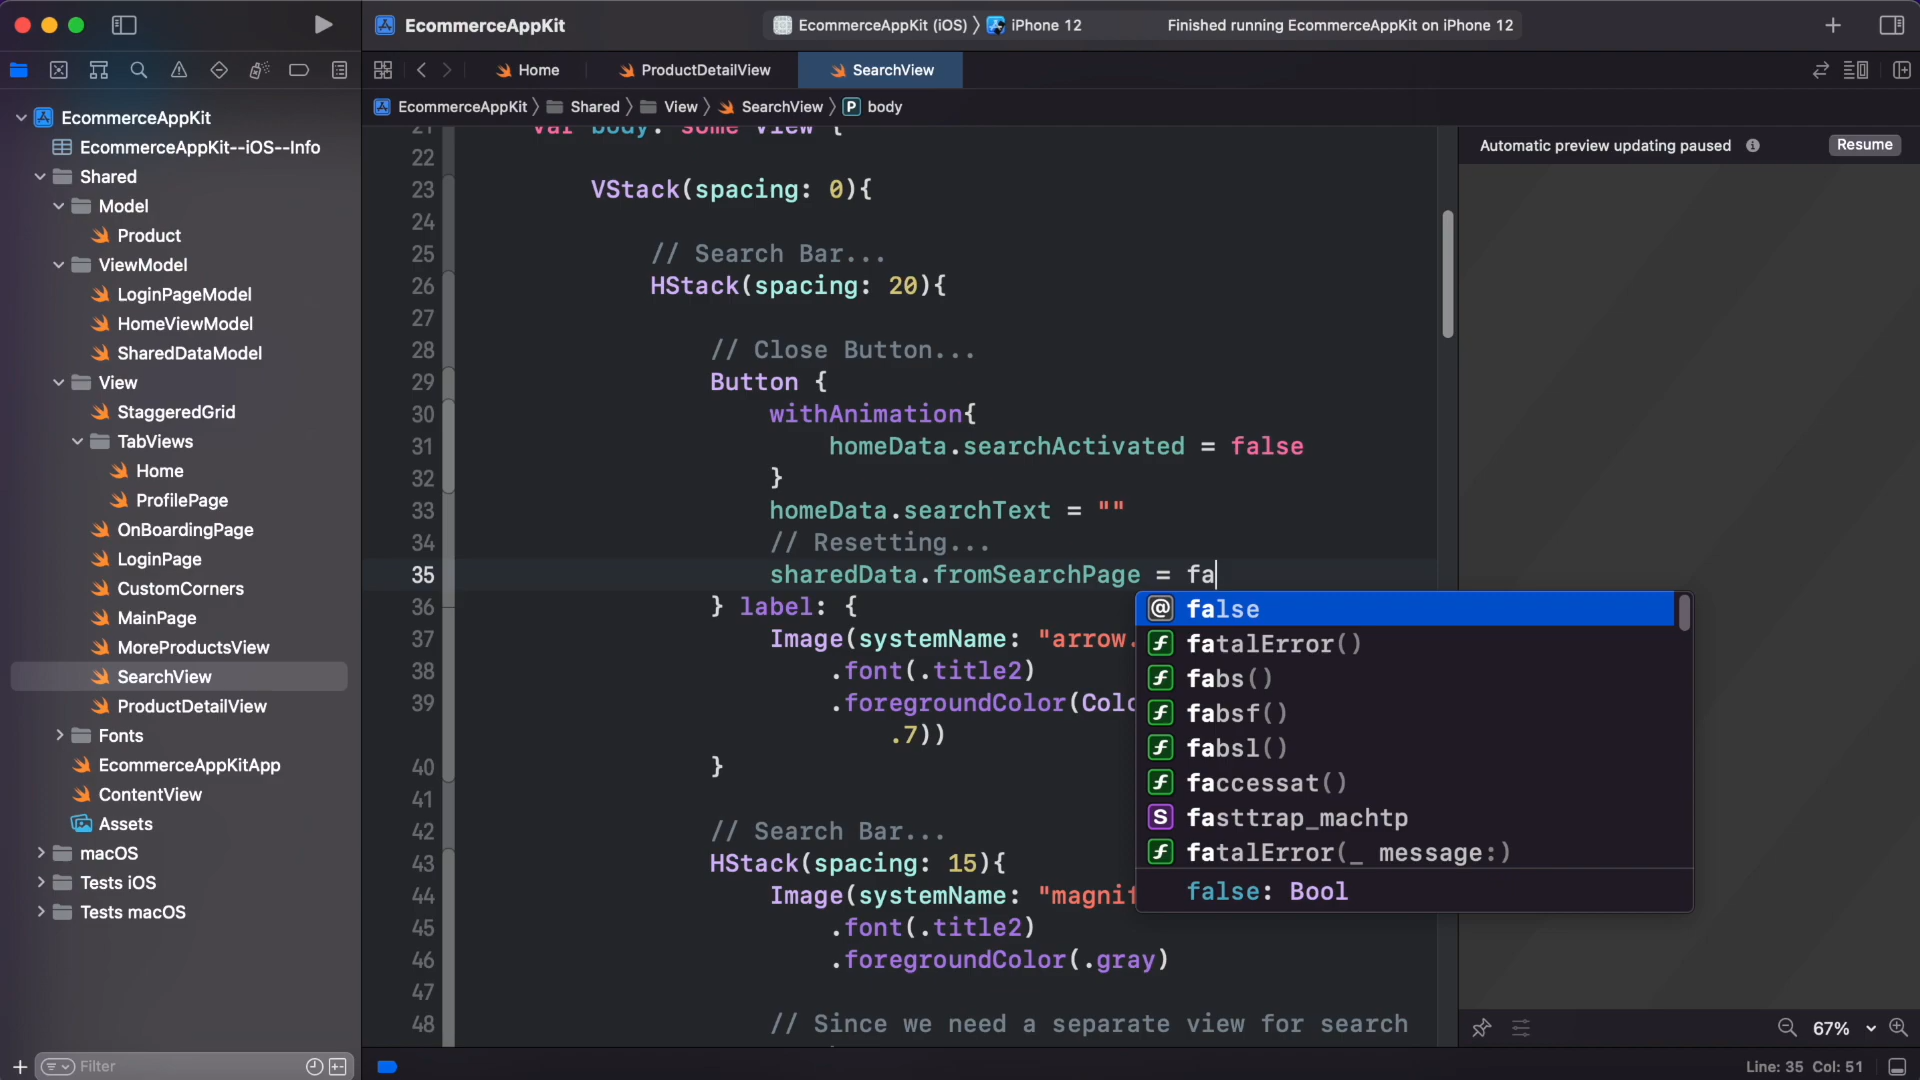 EcommerceAppKit
EcommerceAppKit (iOS) 〉 iPhone 12
Finished running EcommerceAppKit on iPhone 12
Home
ProductDetailView
SearchView
EcommerceAppKit 〉 Shared 〉 View 〉 SearchView 〉 P body
EcommerceAppKit
EcommerceAppKit--iOS--Info
Shared
Model
Product
ViewModel
LoginPageModel
HomeViewModel
SharedDataModel
View
StaggeredGrid
TabViews
Home
ProfilePage
OnBoardingPage
LoginPage
CustomCorners
MainPage
MoreProductsView
SearchView
ProductDetailView
Fonts
EcommerceAppKitApp
ContentView
Assets
macOS
Tests iOS
Tests macOS
Filter
21 var body: some View {
22
23 VStack(spacing: 0){
24
25 // Search Bar...
26 HStack(spacing: 20){
27
28 // Close Button...
29 Button {
30 withAnimation{
31 homeData.searchActivated = false
32 }
33 homeData.searchText = ""
34 // Resetting...
35 sharedData.fromSearchPage = fa
36 } label: {
37 Image(systemName: "arrow.
38 .font(.title2)
39 .foregroundColor(Colo
.7))
40 }
41
42 // Search Bar...
43 HStack(spacing: 15){
44 Image(systemName: "magnif
45 .font(.title2)
46 .foregroundColor(.gray)
47
48 // Since we need a separate view for search
@ false
f fatalError()
f fabs()
f fabsf()
f fabsl()
f faccessat()
S fasttrap_machtp
f fatalError(_ message:)
false: Bool
Automatic preview updating paused
Resume
67%
Line: 35 Col: 51